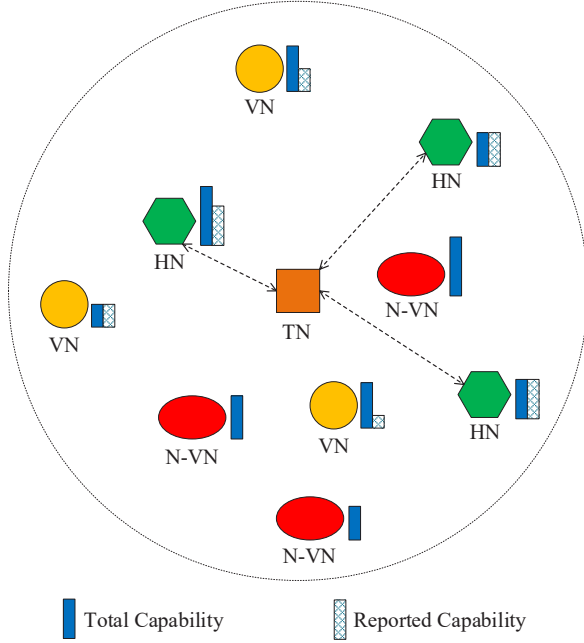 VN
HN
HN
N-VN
TN
VN
HN
VN
N-VN
N-VN
Total Capability
Reported Capability